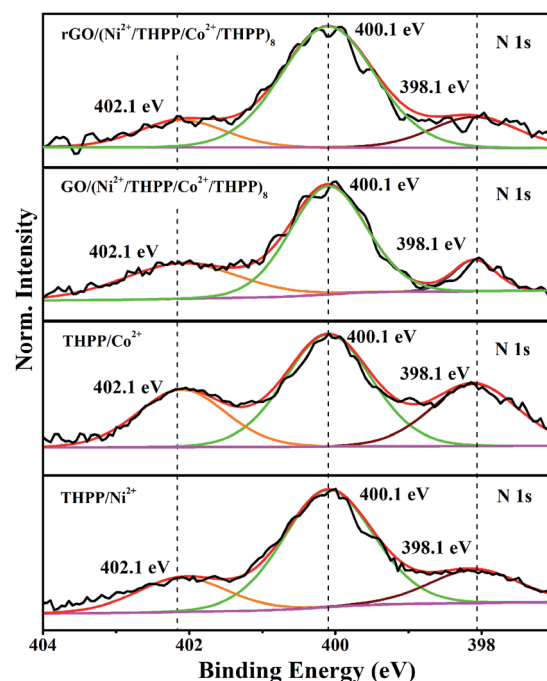 rGO/(Ni²⁺/THPP/Co²⁺/THPP)₈
400.1 eV
N 1s
402.1 eV
398.1 eV
GO/(Ni²⁺/THPP/Co²⁺/THPP)₈
400.1 eV
N 1s
402.1 eV
398.1 eV
THPP/Co²⁺
400.1 eV
N 1s
402.1 eV
398.1 eV
THPP/Ni²⁺
400.1 eV
N 1s
402.1 eV
398.1 eV
Norm. Intensity
404 402 400 398
Binding Energy (eV)